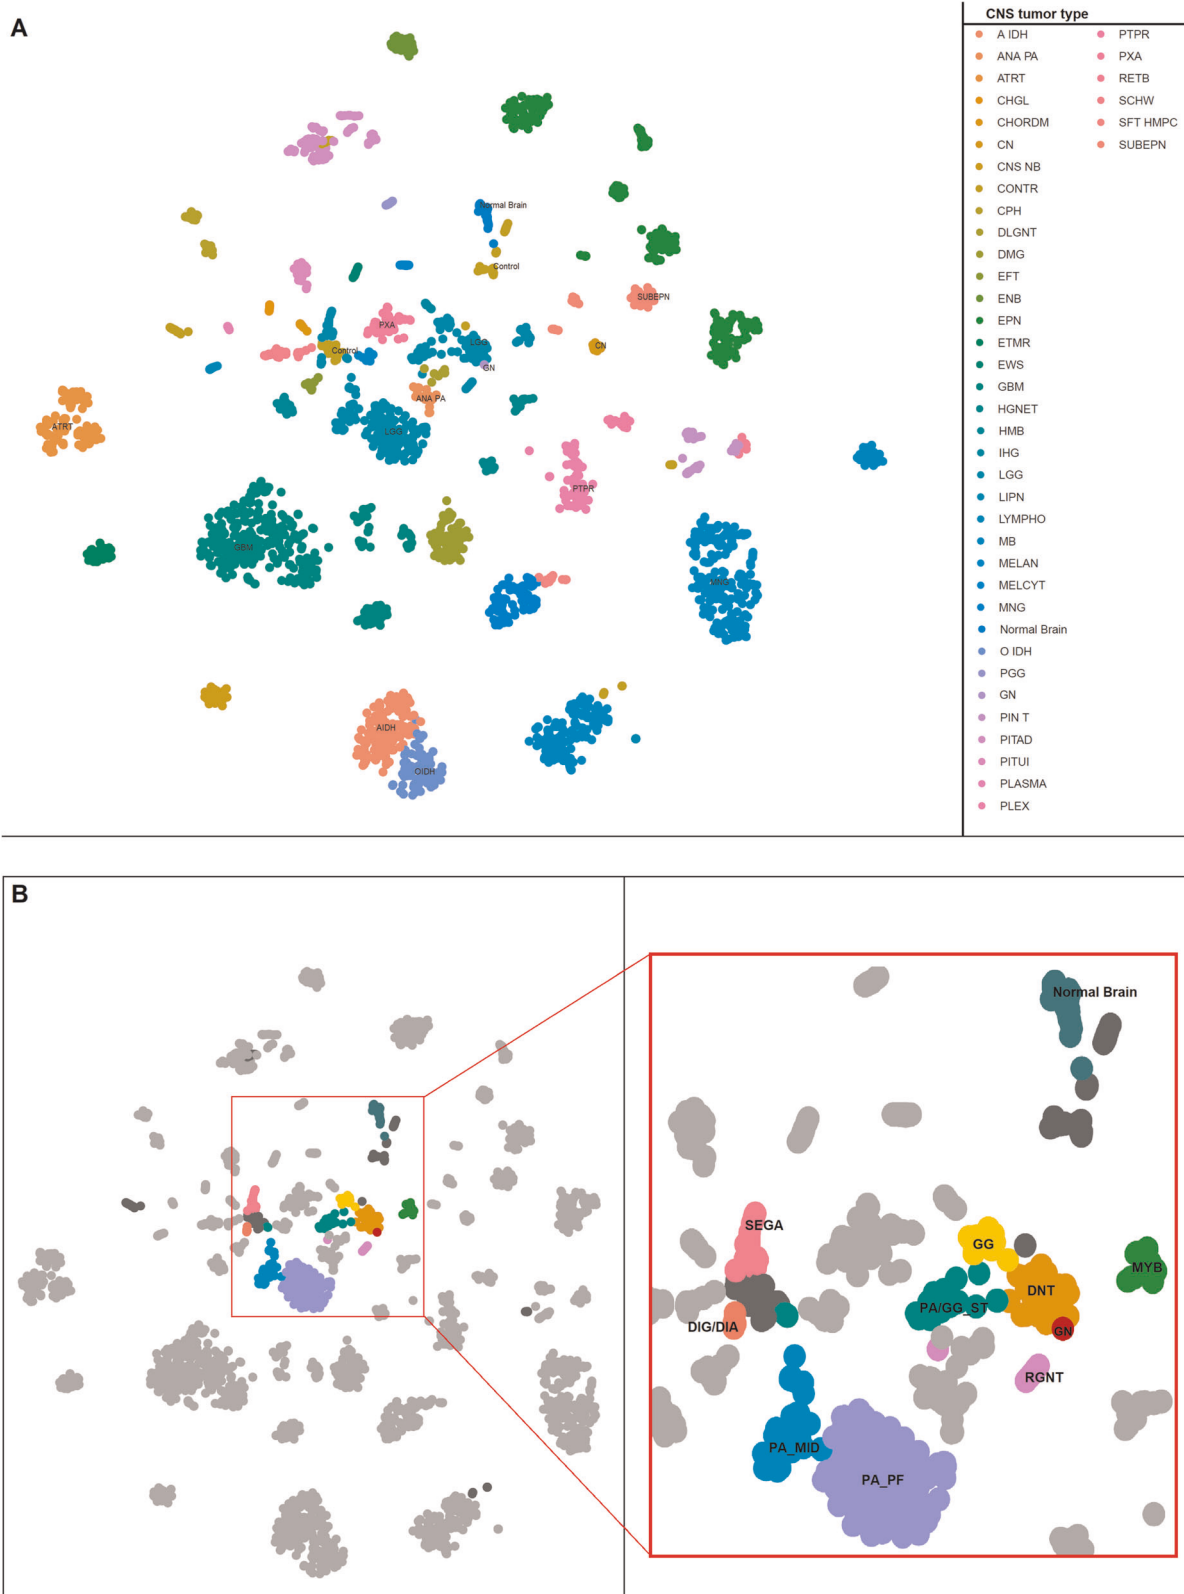 A
CNS tumor type
A IDH
ANA PA
ATRT
CHGL
CHORDM
CN
CNS NB
CONTR
CPH
DLGNT
DMG
EFT
ENB
EPN
ETMR
EWS
GBM
HGNET
HMB
IHG
LGG
LIPN
LYMPHO
MB
MELAN
MELCYT
MNG
Normal Brain
O IDH
PGG
GN
PIN T
PITAD
PITUI
PLASMA
PLEX
PTPR
PXA
RETB
SCHW
SFT HMPC
SUBEPN
Normal Brain
Control
SUBEPN
PXA
Control
LGG
CN
GN
ANA PA
ATRT
LGG
PTPR
GBM
MNG
AIDH
OIDH
B
Normal Brain
SEGA
GG
MYB
DNT
PA/GG_ST
DIG/DIA
GN
RGNT
PA_MID
PA_PF